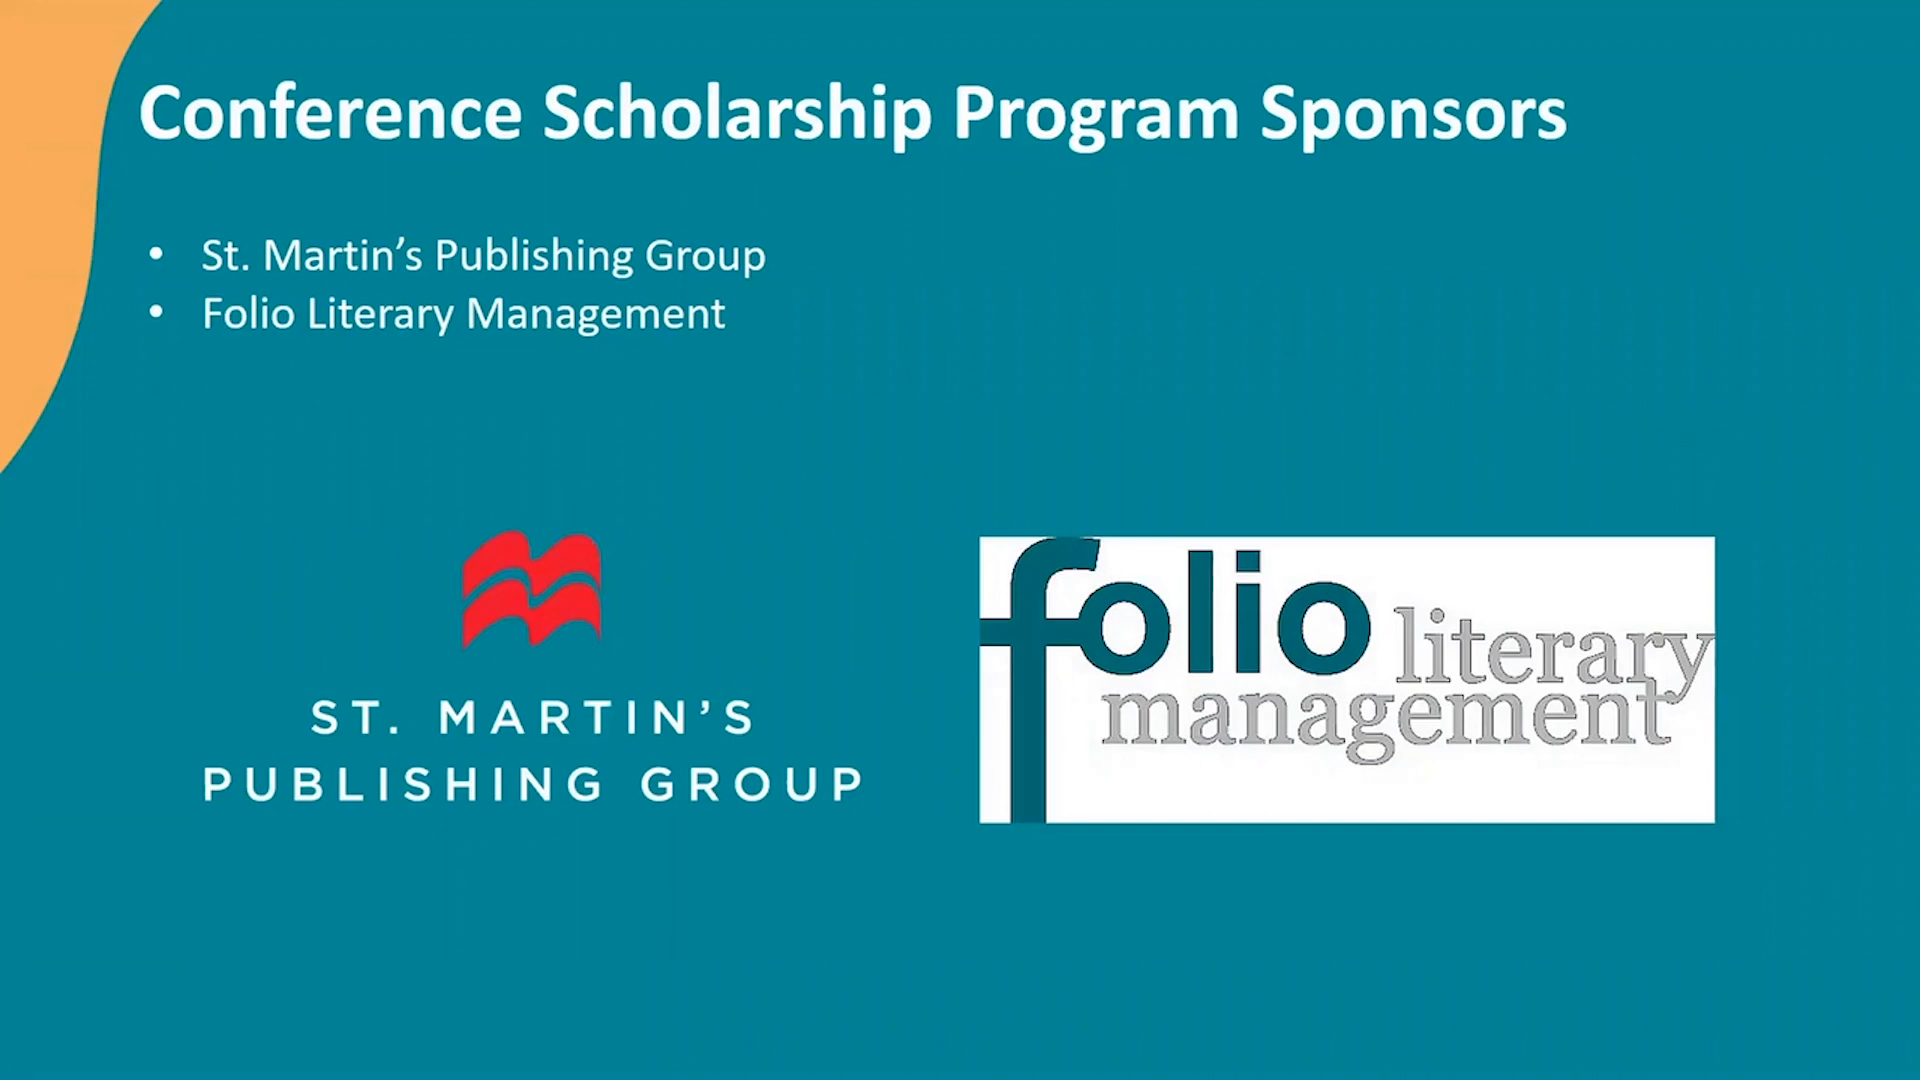 Conference Scholarship Program Sponsors
• St. Martin’s Publishing Group
• Folio Literary Management
ST. MARTIN’S
PUBLISHING GROUP
folio literary
management